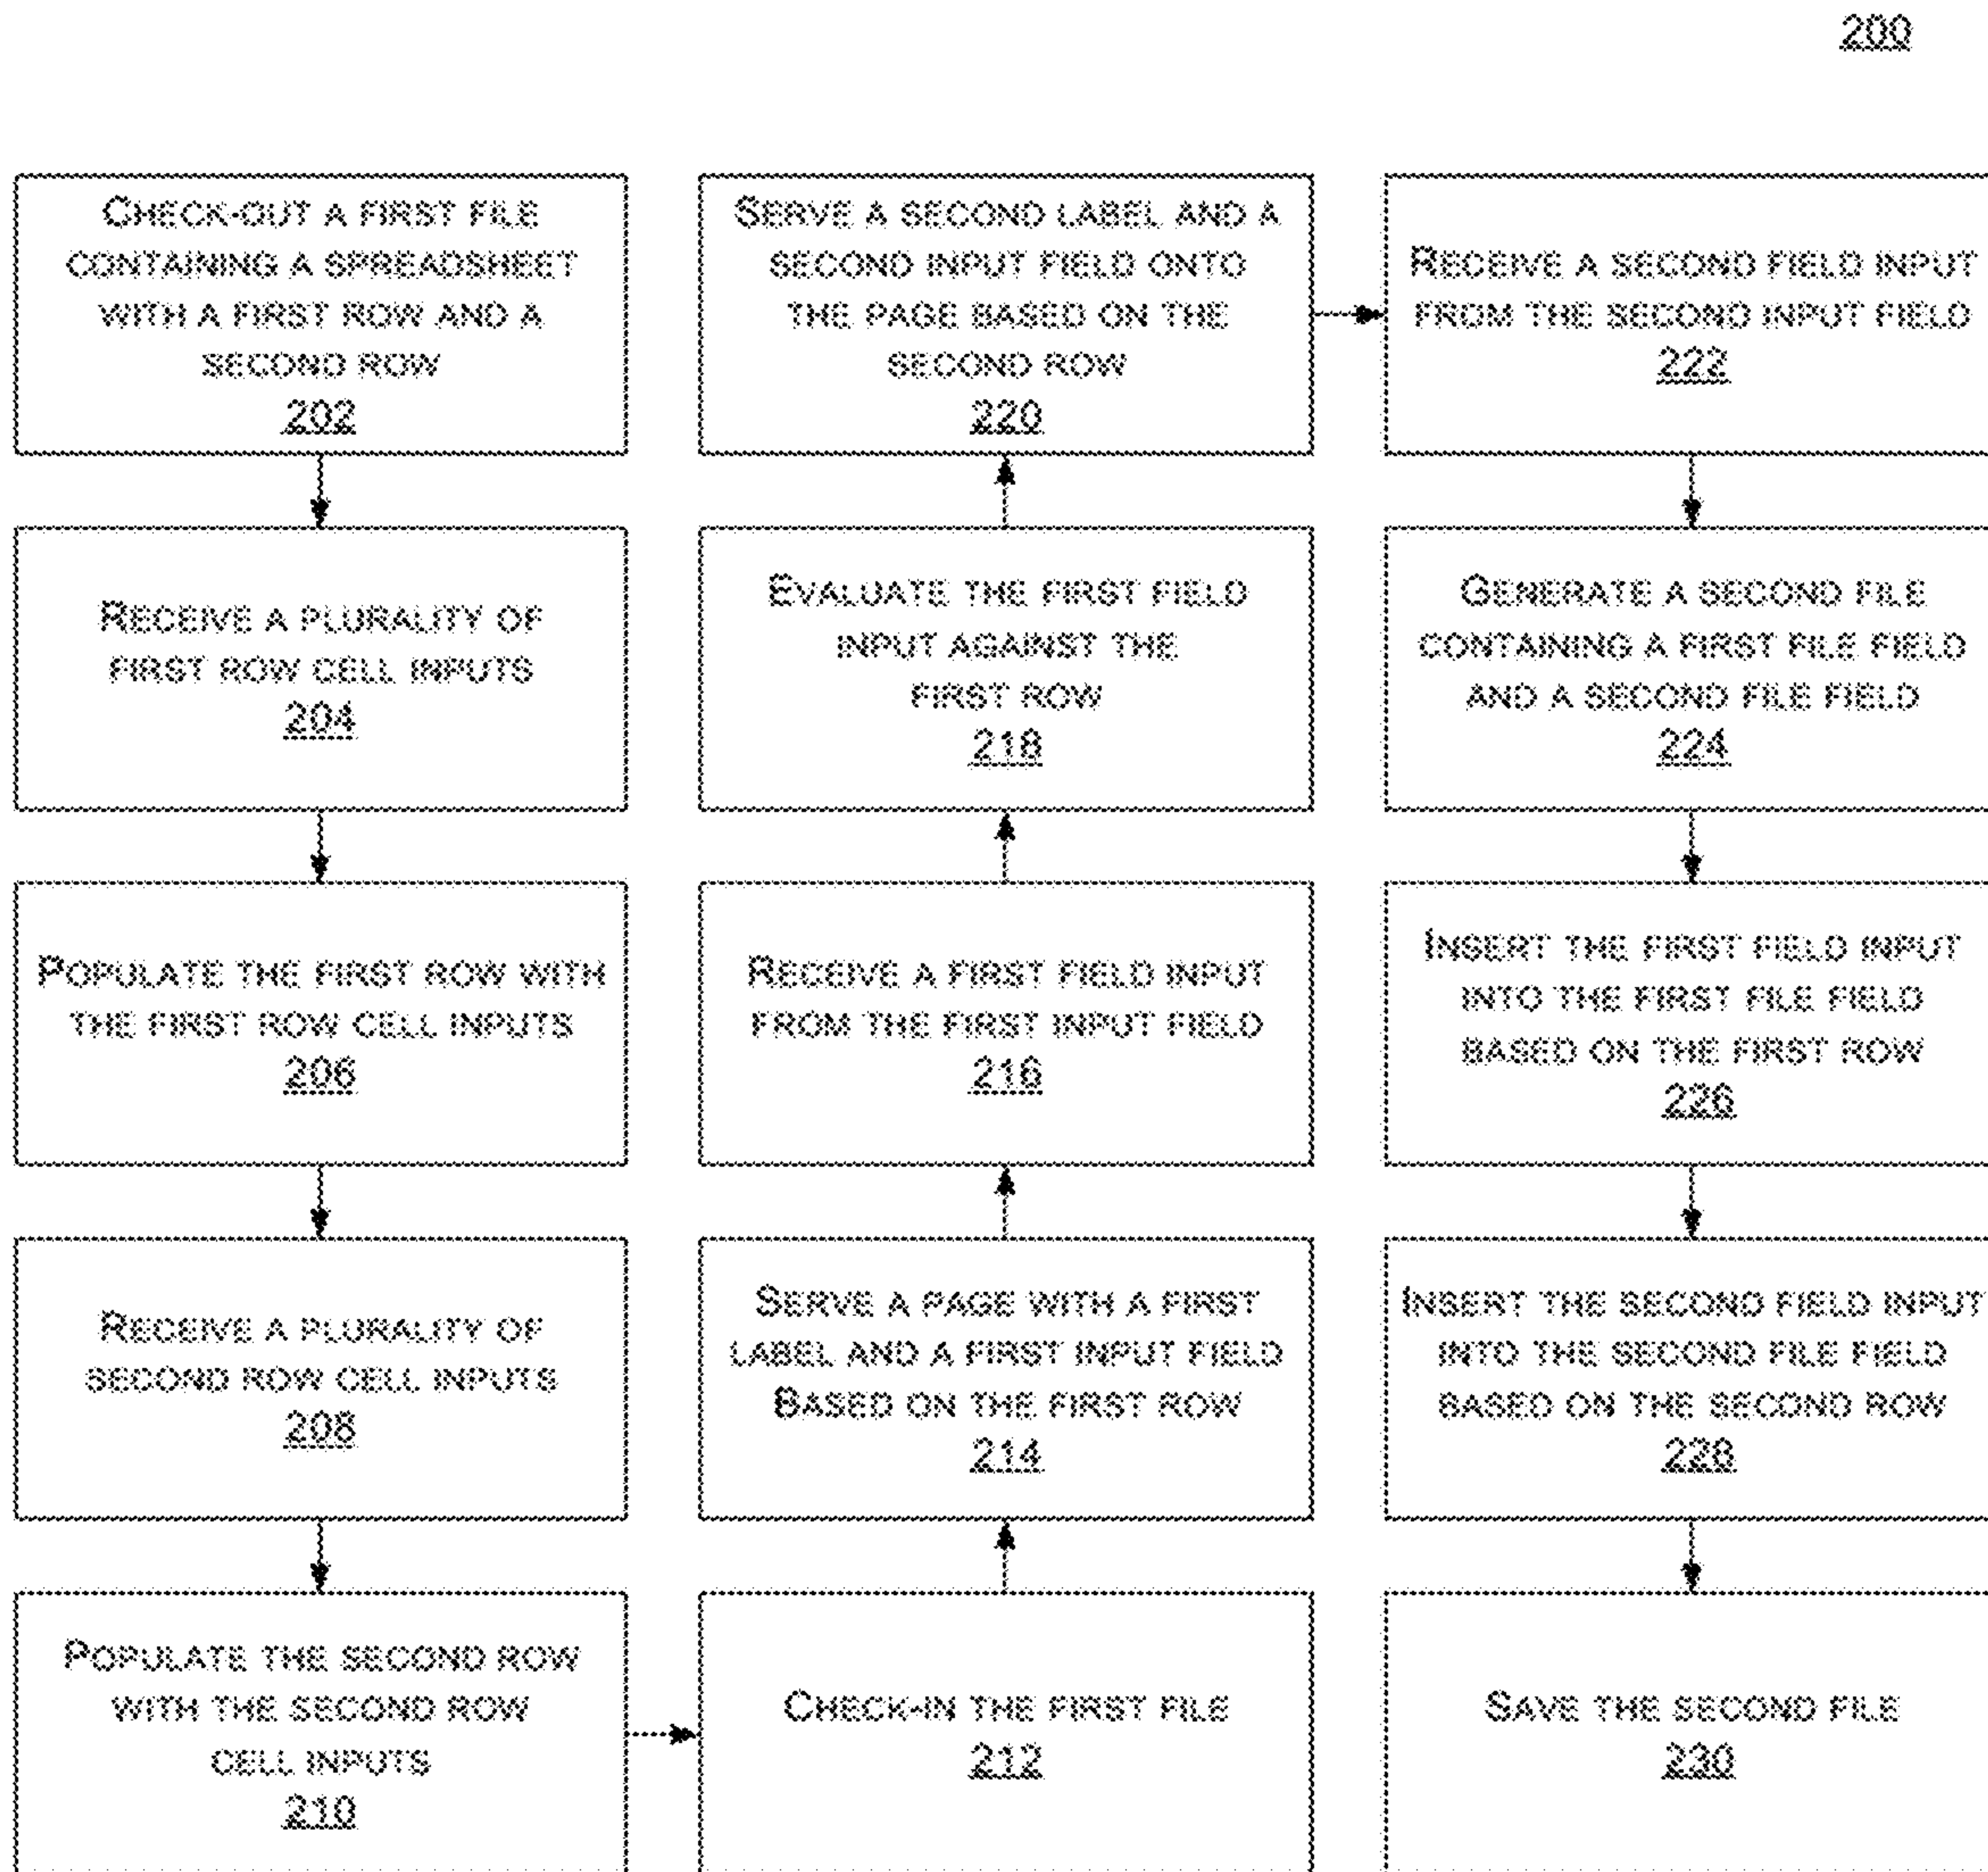 200
CHECK-OUT A FIRST FILE
CONTAINING A SPREADSHEET
WITH A FIRST ROW AND A
SECOND ROW
202
RECEIVE A PLURALITY OF
FIRST ROW CELL INPUTS
204
POPULATE THE FIRST ROW WITH
THE FIRST ROW CELL INPUTS
206
RECEIVE A PLURALITY OF
SECOND ROW CELL INPUTS
208
POPULATE THE SECOND ROW
WITH THE SECOND ROW
CELL INPUTS
210
CHECK-IN THE FIRST FILE
212
SERVE A PAGE WITH A FIRST
LABEL AND A FIRST INPUT FIELD
BASED ON THE FIRST ROW
214
RECEIVE A FIRST FIELD INPUT
FROM THE FIRST INPUT FIELD
216
EVALUATE THE FIRST FIELD
INPUT AGAINST THE
FIRST ROW
218
SERVE A SECOND LABEL AND A
SECOND INPUT FIELD ONTO
THE PAGE BASED ON THE
SECOND ROW
220
RECEIVE A SECOND FIELD INPUT
FROM THE SECOND INPUT FIELD
222
GENERATE A SECOND FILE
CONTAINING A FIRST FILE FIELD
AND A SECOND FILE FIELD
224
INSERT THE FIRST FIELD INPUT
INTO THE FIRST FILE FIELD
BASED ON THE FIRST ROW
226
INSERT THE SECOND FIELD INPUT
INTO THE SECOND FILE FIELD
BASED ON THE SECOND ROW
228
SAVE THE SECOND FILE
230